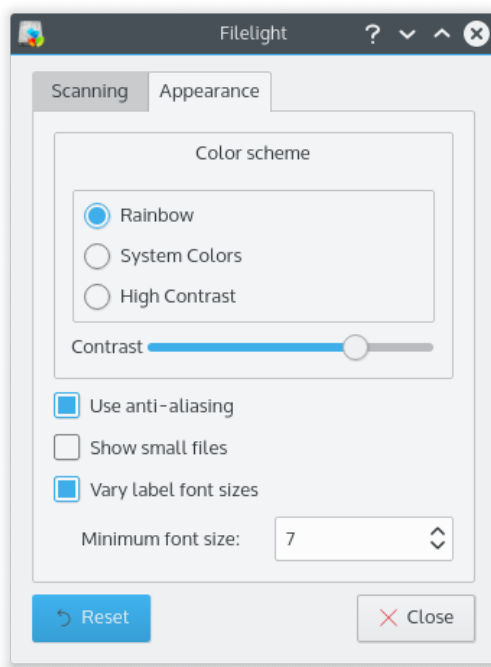 Filelight
Scanning Appearance
Color scheme
Rainbow
System Colors
High Contrast
Contrast
Use anti-aliasing
Show small files
Vary label font sizes
Minimum font size: 7
Reset Close